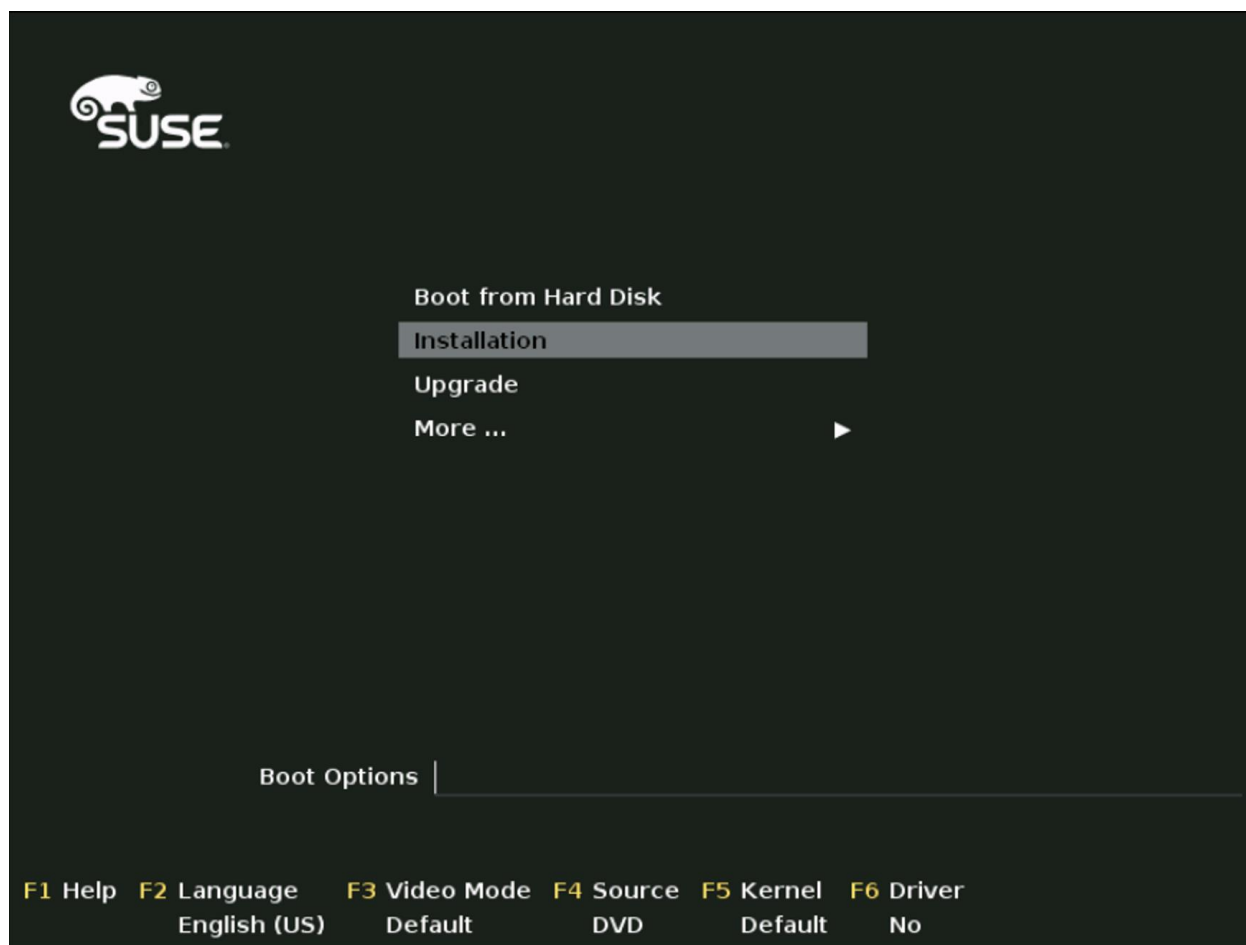 SUSE
Boot from Hard Disk
Installation
Upgrade
More ...
Boot Options
F1 Help F2 Language F3 Video Mode F4 Source F5 Kernel F6 Driver
English (US) Default DVD Default No